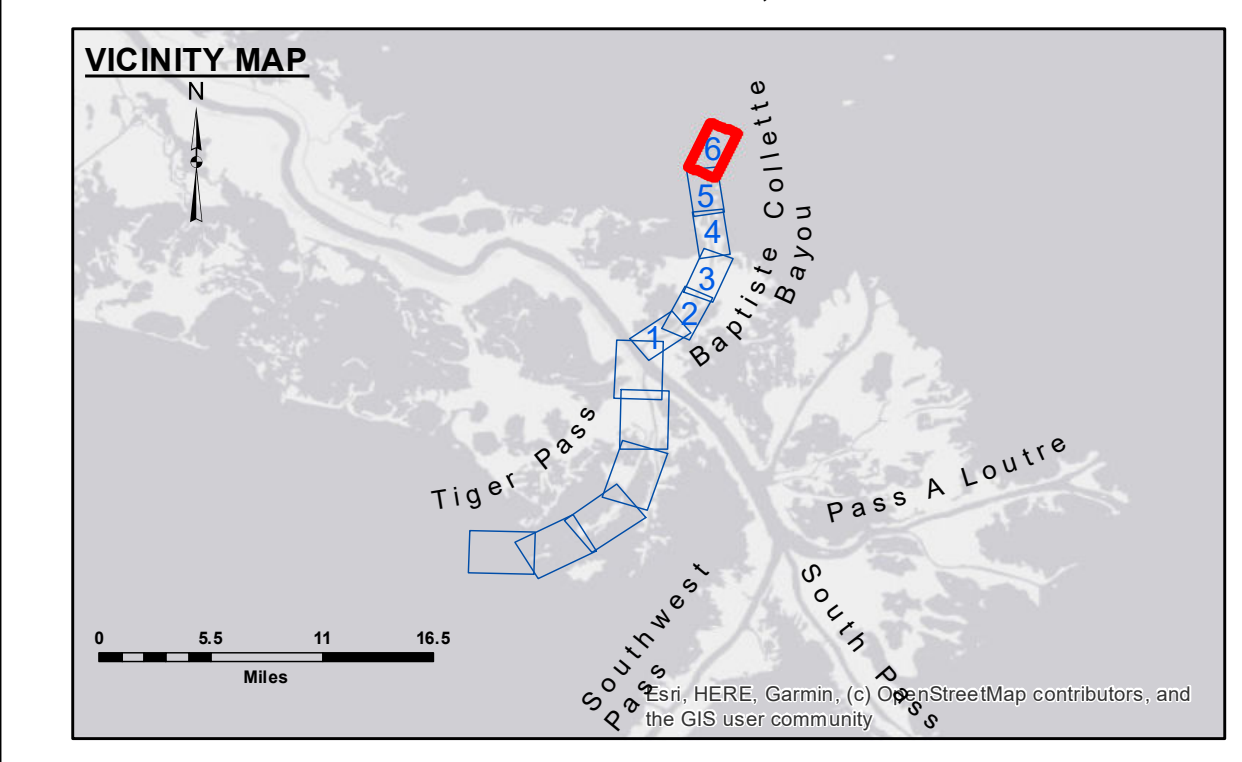 VICINITY MAP
N
6
5
4
3
2
1
Baptiste Collette
Bayou
Tiger Pass
Pass A Loutre
Southwest
Pass
South Pass
0 5.5 11 16.5
Miles
Esri, HERE, Garmin, (c) OpenStreetMap contributors, and
the GIS user community